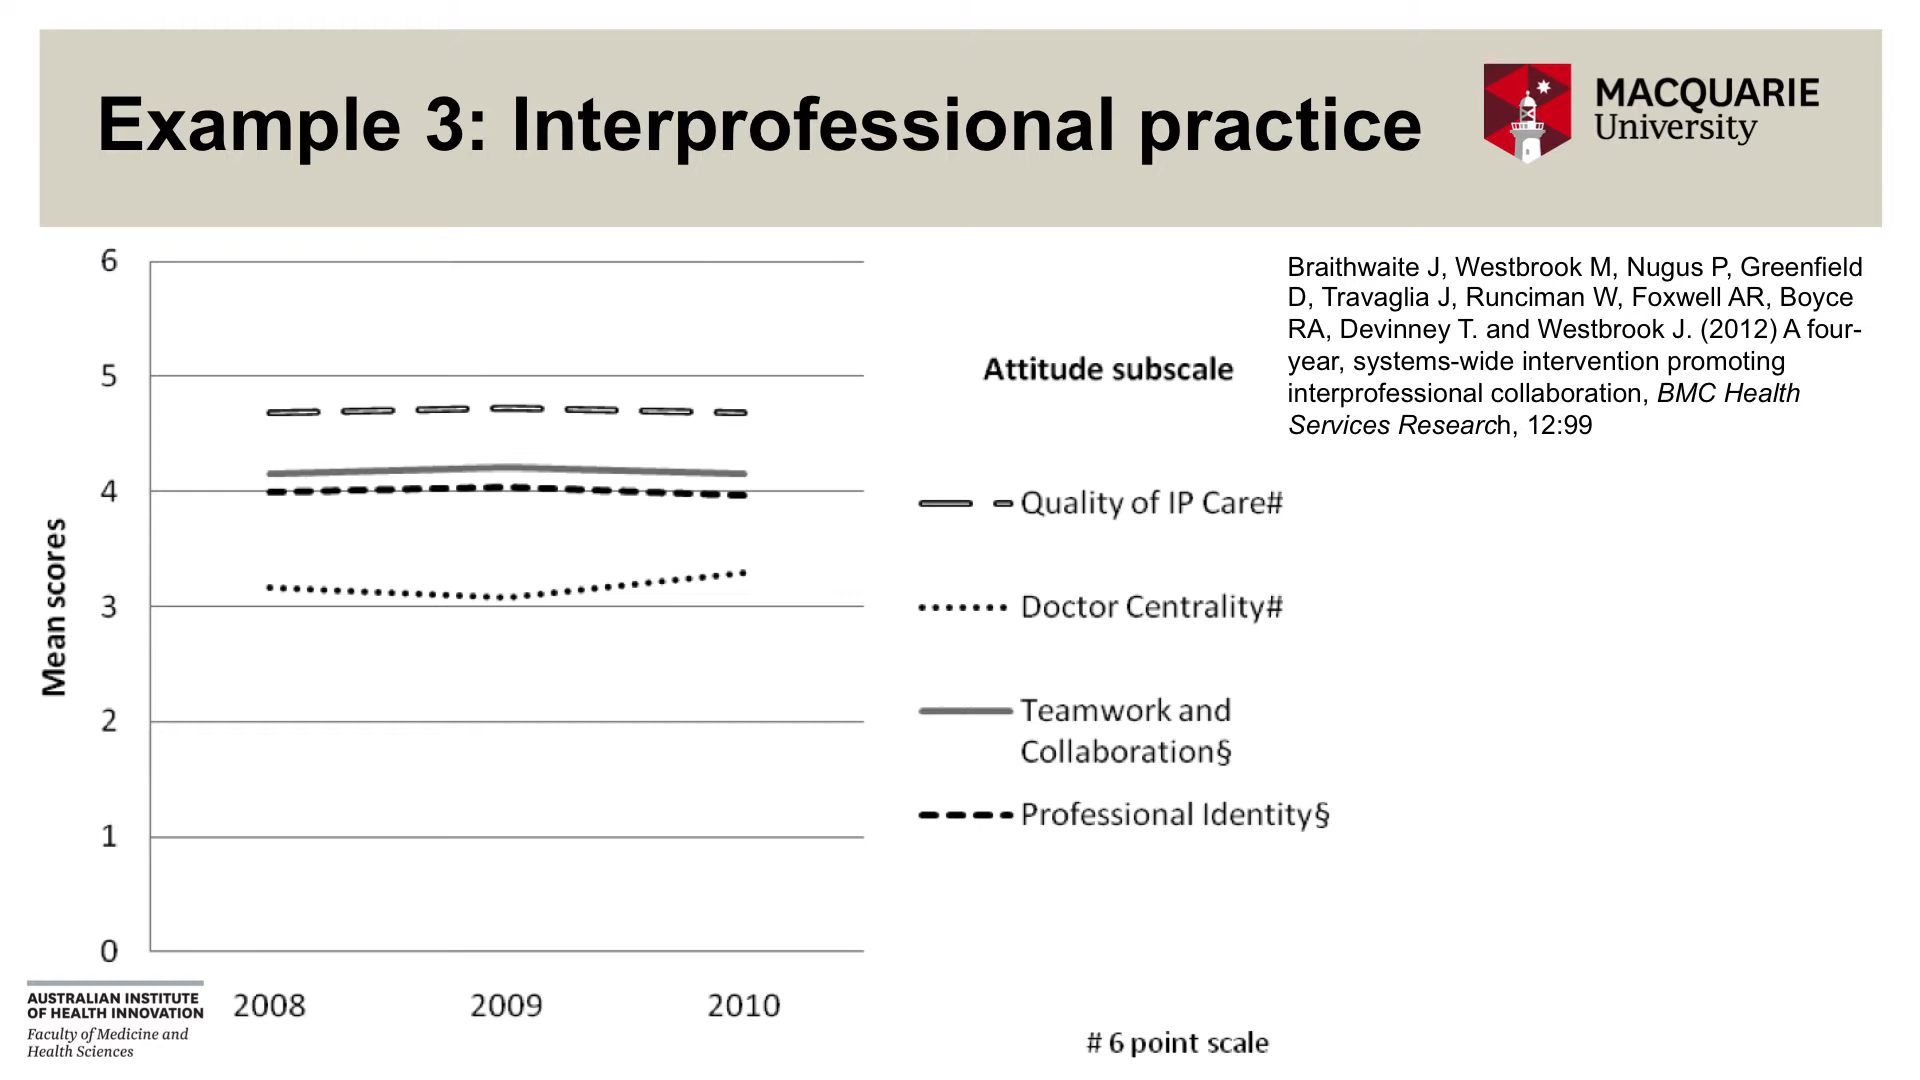 Example 3: Interprofessional practice
MACQUARIE
University
6
5
4
3
2
1
0
Mean scores
2008
2009
2010
Attitude subscale
Quality of IP Care#
Doctor Centrality#
Teamwork and
Collaboration§
Professional Identity§
# 6 point scale
Braithwaite J, Westbrook M, Nugus P, Greenfield
D, Travaglia J, Runciman W, Foxwell AR, Boyce
RA, Devinney T. and Westbrook J. (2012) A four-
year, systems-wide intervention promoting
interprofessional collaboration, BMC Health
Services Research, 12:99
AUSTRALIAN INSTITUTE
OF HEALTH INNOVATION
Faculty of Medicine and
Health Sciences